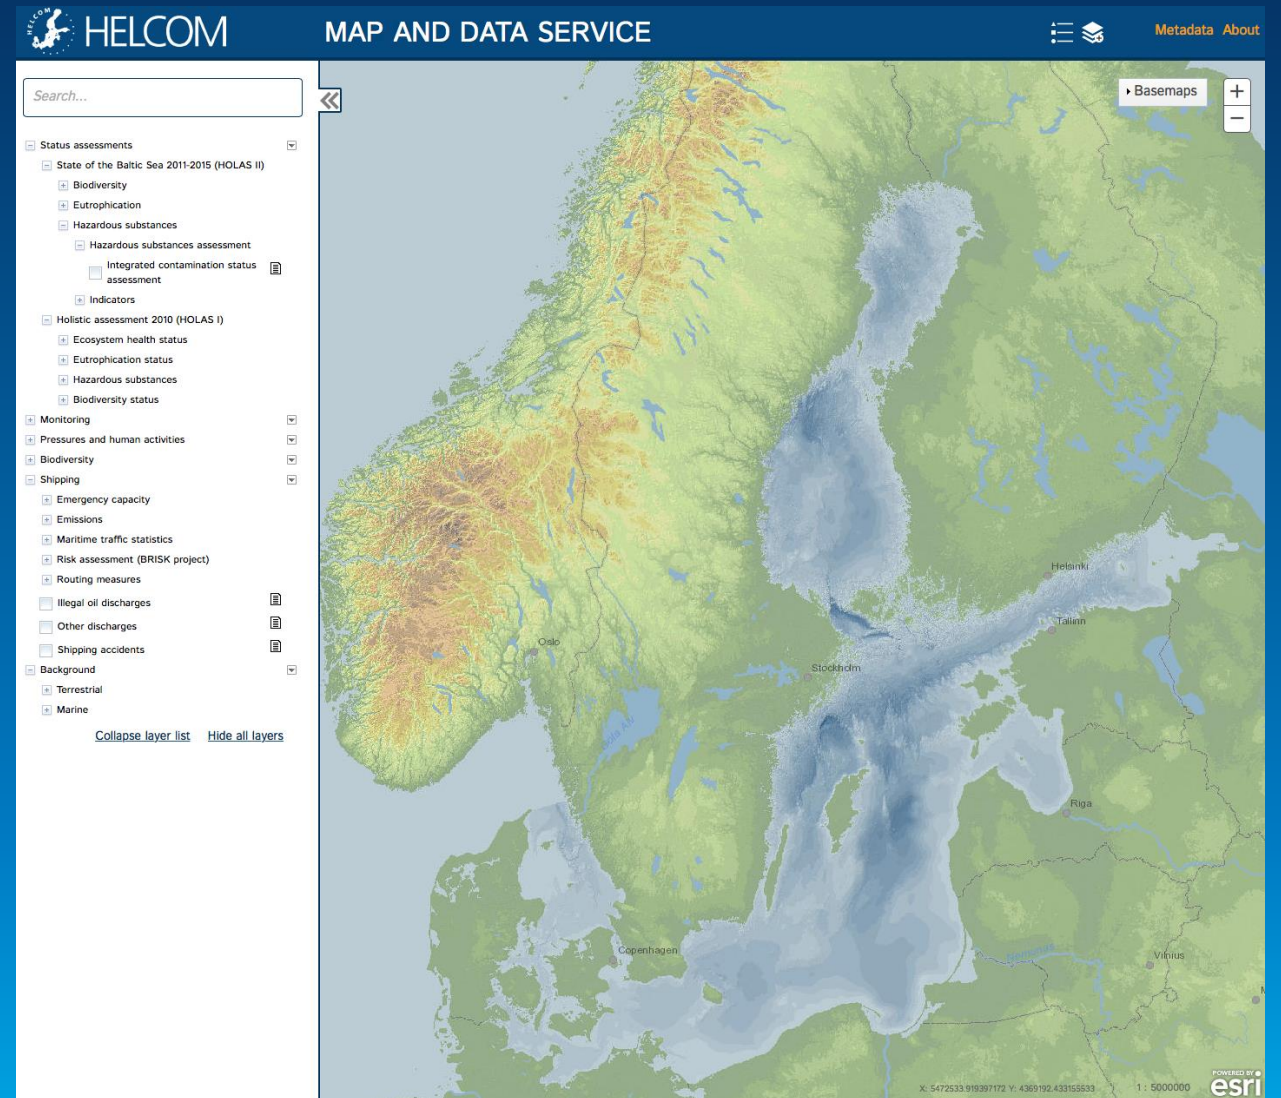 HELCOM
HELCOM
MAP AND DATA SERVICE
Metadata About
Search...
Basemaps
+
−
Status assessments
State of the Baltic Sea 2011-2015 (HOLAS II)
Biodiversity
Eutrophication
Hazardous substances
Hazardous substances assessment
Integrated contamination status
assessment
Indicators
Holistic assessment 2010 (HOLAS I)
Ecosystem health status
Eutrophication status
Hazardous substances
Biodiversity status
Monitoring
Pressures and human activities
Biodiversity
Shipping
Emergency capacity
Emissions
Maritime traffic statistics
Risk assessment (BRISK project)
Routing measures
Illegal oil discharges
Other discharges
Shipping accidents
Background
Terrestrial
Marine
Collapse layer list Hide all layers
Helsinki
Tallinn
Oslo
Stockholm
Riga
Copenhagen
Vilnius
Nemunas
M
X: 5472533.919397172 Y: 4369192.433155533
1 : 5000000
POWERED BY
esri